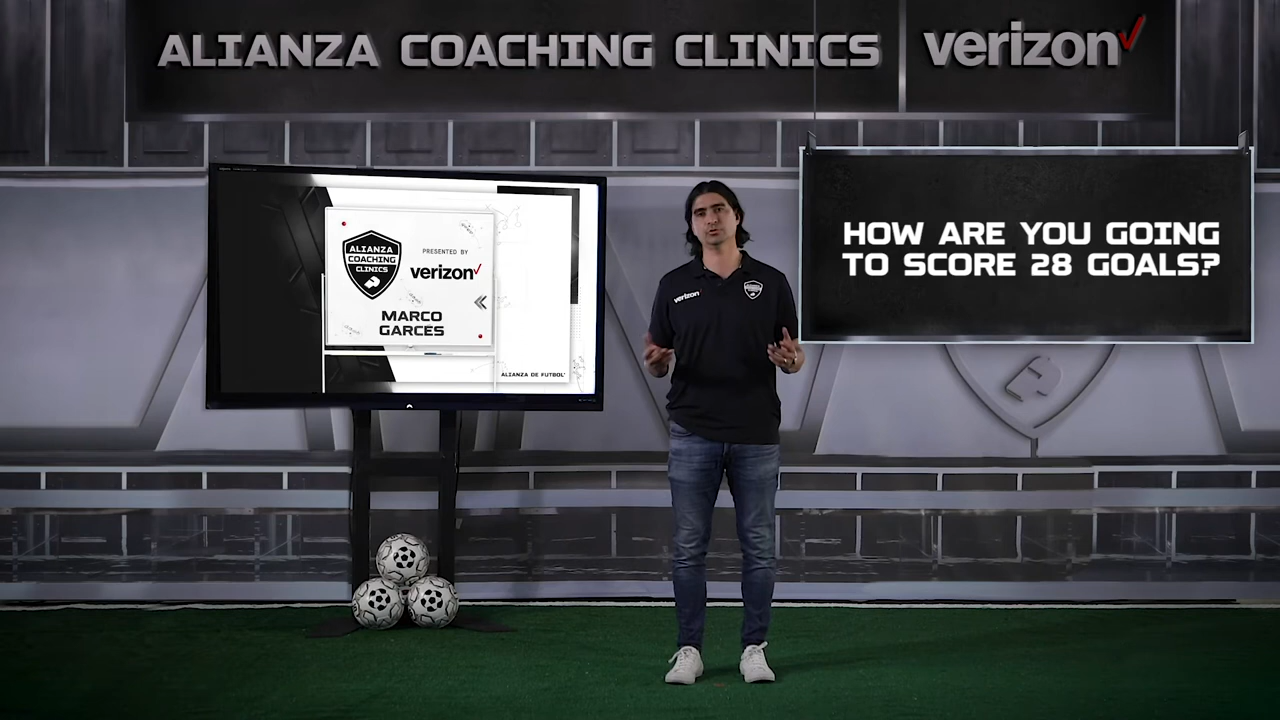 ALIANZA COACHING CLINICS
verizon
ALIANZA
COACHING
CLINICS
PRESENTED BY
verizon
MARCO
GARCÉS
ALIANZA DE FUTBOL
verizon
HOW ARE YOU GOING
TO SCORE 28 GOALS?